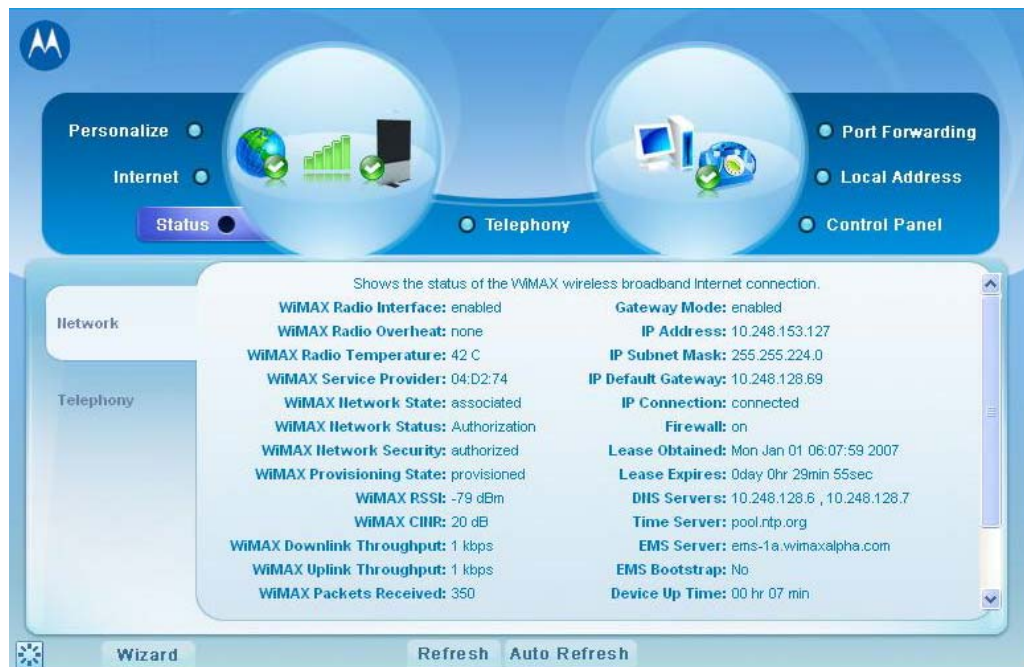 Personalize
Internet
Status
Telephony
Port Forwarding
Local Address
Control Panel
Network
Telephony
Shows the status of the WiMAX wireless broadband Internet connection.
WiMAX Radio Interface: enabled
WiMAX Radio Overheat: none
WiMAX Radio Temperature: 42 C
WiMAX Service Provider: 04:D2:74
WiMAX Network State: associated
WiMAX Network Status: Authorization
WiMAX Network Security: authorized
WiMAX Provisioning State: provisioned
WiMAX RSSI: -79 dBm
WiMAX CINR: 20 dB
WiMAX Downlink Throughput: 1 kbps
WiMAX Uplink Throughput: 1 kbps
WiMAX Packets Received: 350
Gateway Mode: enabled
IP Address: 10.248.153.127
IP Subnet Mask: 255.255.224.0
IP Default Gateway: 10.248.128.69
IP Connection: connected
Firewall: on
Lease Obtained: Mon Jan 01 06:07:59 2007
Lease Expires: 0day 0hr 29min 55sec
DNS Servers: 10.248.128.6 , 10.248.128.7
Time Server: pool.ntp.org
EMS Server: ems-1a.wimaxalpha.com
EMS Bootstrap: No
Device Up Time: 00 hr 07 min
Wizard
Refresh
Auto Refresh